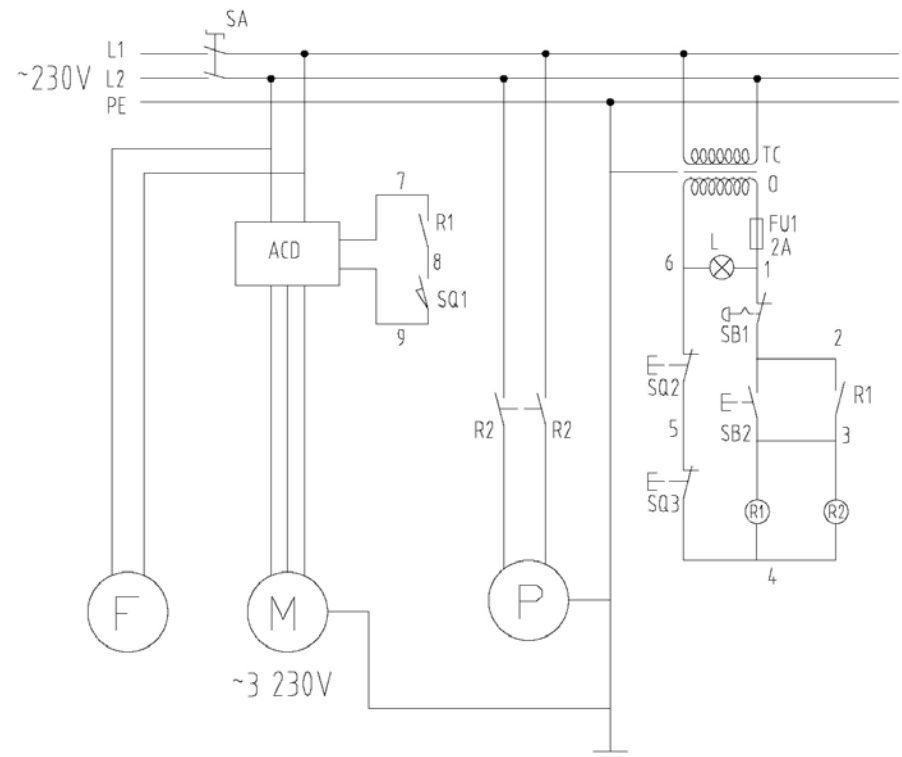 SA
L1
~230V L2
PE
TC
0
7
R1
FU1
2A
ACD
L
8
6
1
SQ1
SB1
9
2
SQ2
R1
R2
R2
5
SB2
3
SQ3
R1
R2
4
F
M
P
~3 230V